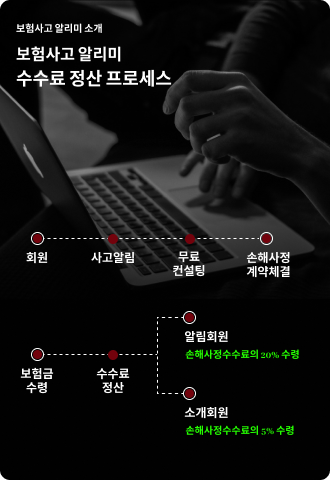 보험사고 알리미 소개
보험사고 알리미
수수료 정산 프로세스
회원
사고알림
무료
컨설팅
손해사정
계약체결
보험금
수령
수수료
정산
알림회원
손해사정수수료의 20% 수령
소개회원
손해사정수수료의 5% 수령